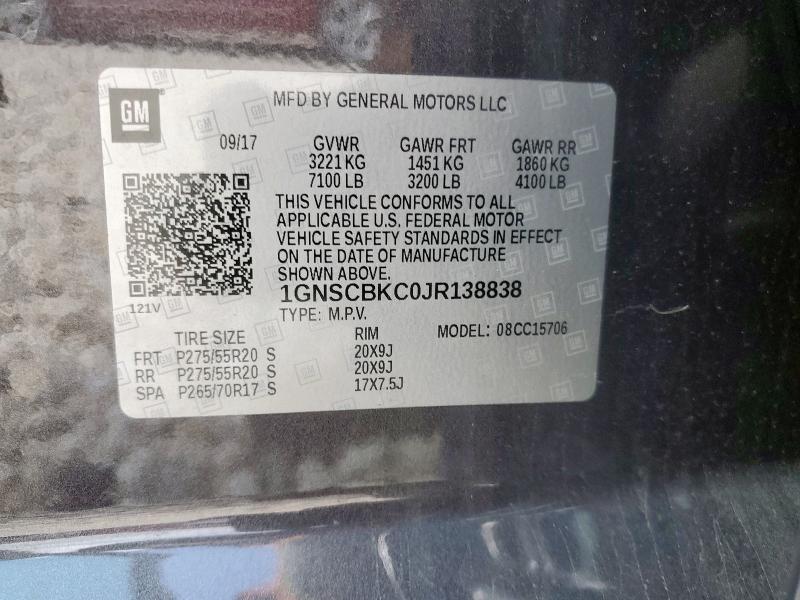 GM
MFD BY GENERAL MOTORS LLC
09/17 GVWR GAWR FRT GAWR RR
3221 KG 1451 KG 1860 KG
7100 LB 3200 LB 4100 LB
THIS VEHICLE CONFORMS TO ALL
APPLICABLE U.S. FEDERAL MOTOR
VEHICLE SAFETY STANDARDS IN EFFECT
ON THE DATE OF MANUFACTURE
SHOWN ABOVE.
1GNSCBKC0JR138838
121V
TYPE: M.P.V. MODEL: 08CC15706
TIRE SIZE RIM
FRT P275/55R20 S 20X9J
RR P275/55R20 S 20X9J
SPA P265/70R17 S 17X7.5J